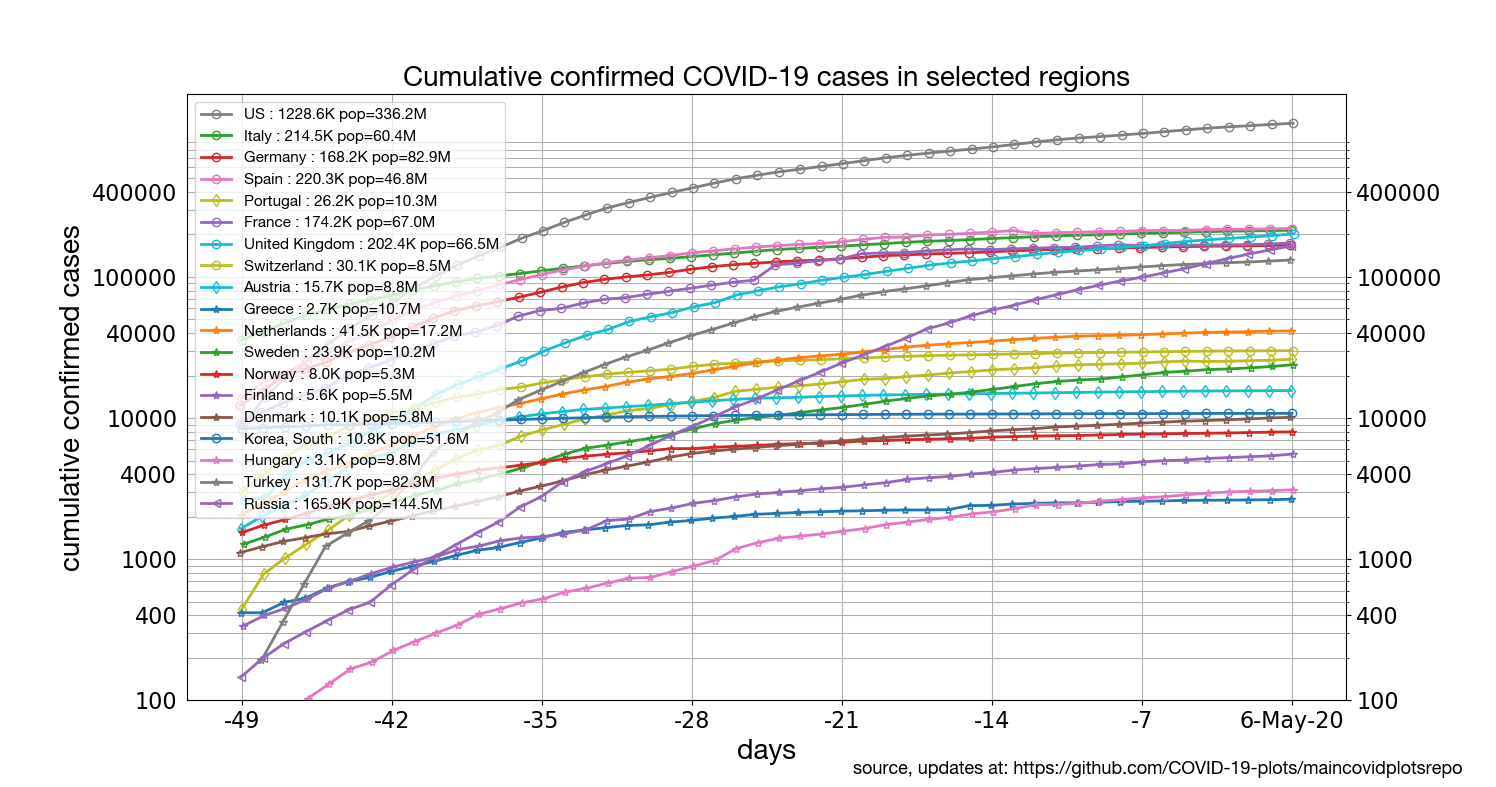 Cumulative confirmed COVID-19 cases in selected regions
US : 1228.6K pop=336.2M
Italy : 214.5K pop=60.4M
Germany : 168.2K pop=82.9M
Spain : 220.3K pop=46.8M
Portugal : 26.2K pop=10.3M
France : 174.2K pop=67.0M
United Kingdom : 202.4K pop=66.5M
Switzerland : 30.1K pop=8.5M
Austria : 15.7K pop=8.8M
Greece : 2.7K pop=10.7M
Netherlands : 41.5K pop=17.2M
Sweden : 23.9K pop=10.2M
Norway : 8.0K pop=5.3M
Finland : 5.6K pop=5.5M
Denmark : 10.1K pop=5.8M
Korea, South : 10.8K pop=51.6M
Hungary : 3.1K pop=9.8M
Turkey : 131.7K pop=82.3M
Russia : 165.9K pop=144.5M
cumulative confirmed cases
400000
100000
40000
10000
4000
1000
400
100
400000
100000
40000
10000
4000
1000
400
100
-49 -42 -35 -28 -21 -14 -7 6-May-20
days
source, updates at: https://github.com/COVID-19-plots/maincovidplotsrepo